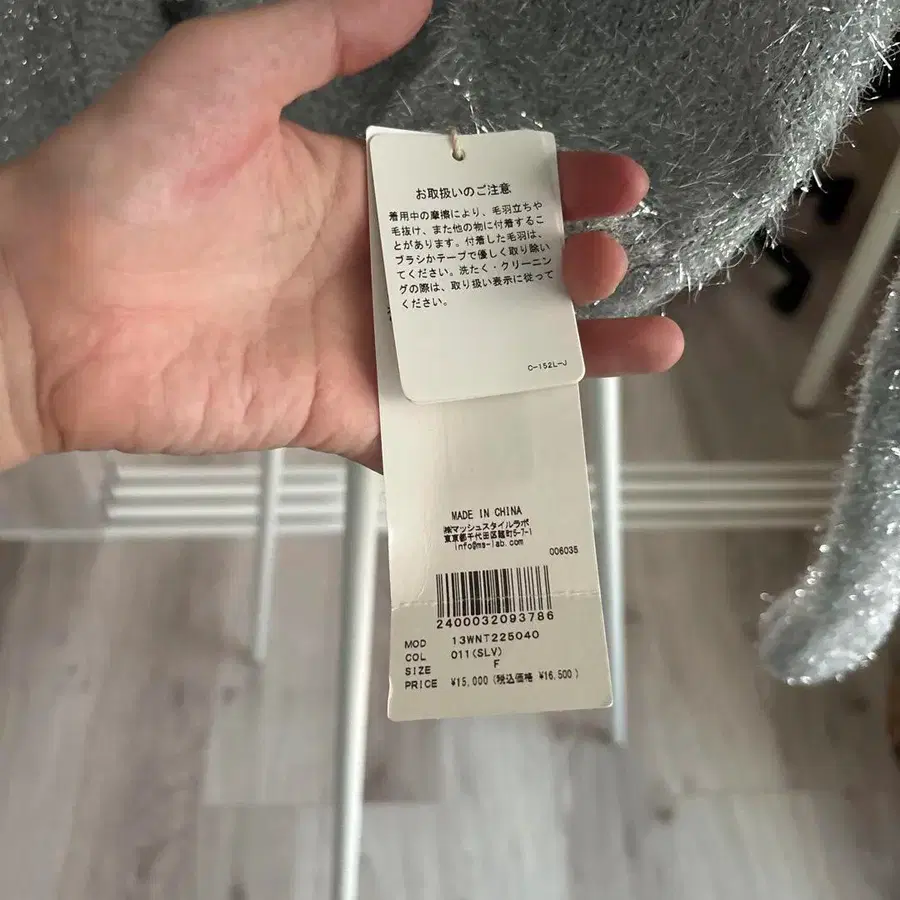 お取扱いのご注意
着用中の摩擦により、毛羽立ちや
毛抜け、また他の物に付着するこ
とがあります。付着した毛羽は、
ブラシかテープで優しく取り除い
てください。洗たく・クリーニン
グの際は、取り扱い表示に従って
ください。
C-152L-J
MADE IN CHINA
㈱マッシュスタイルラボ
東京都千代田区麹町5-7-1
info@ms-lab.com
006035
2400032093786
MOD 13WNT225040
COL 011(SLV)
SIZE F
PRICE ¥15,000 (税込価格 ¥16,500)